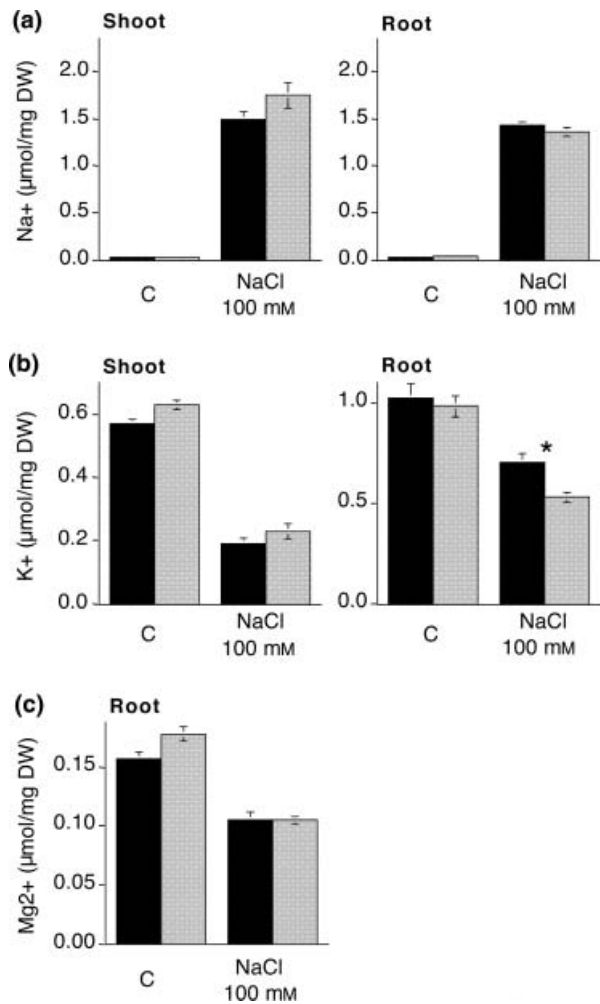 (a)
Shoot
Root
Na+ (µmol/mg DW)
2.0
1.5
1.0
0.5
0.0
2.0
1.5
1.0
0.5
0.0
C
NaCl
100 mM
C
NaCl
100 mM
(b)
Shoot
Root
K+ (µmol/mg DW)
0.6
0.4
0.2
0.0
1.0
0.5
0.0
*
C
NaCl
100 mM
C
NaCl
100 mM
(c)
Root
Mg2+ (µmol/mg DW)
0.15
0.10
0.05
0.00
C
NaCl
100 mM